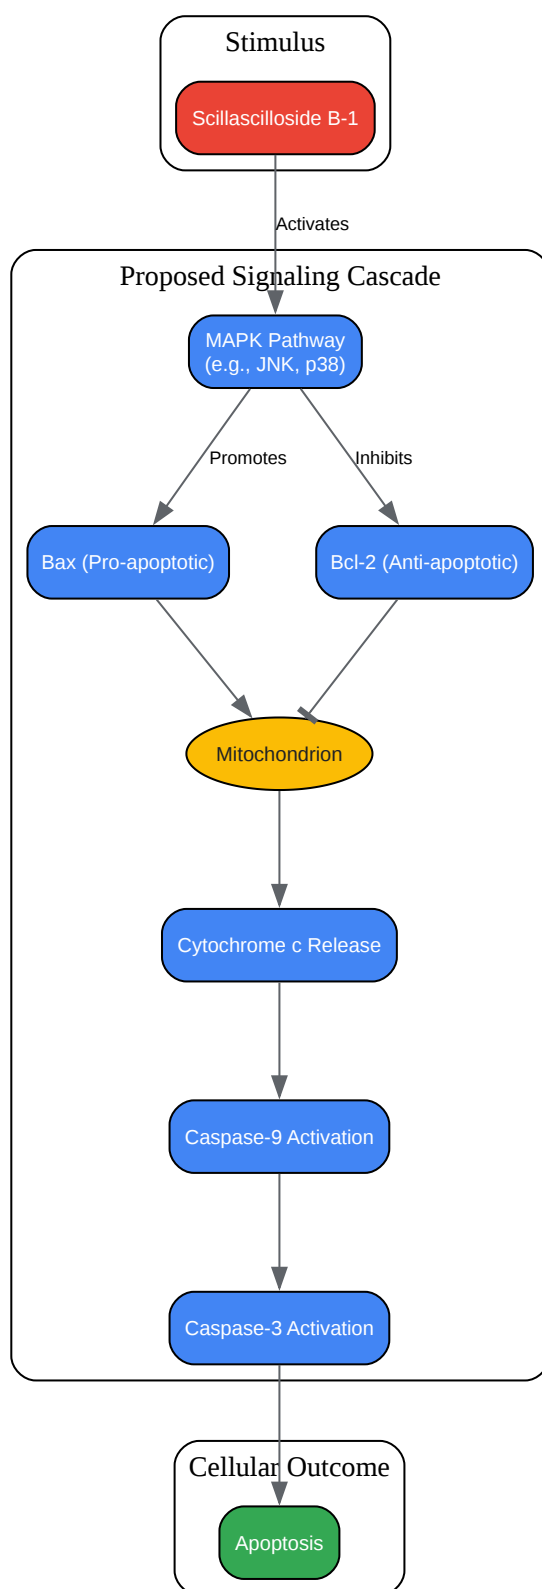 Stimulus
Scillascilloside B-1
Activates
Proposed Signaling Cascade
MAPK Pathway
(e.g., JNK, p38)
Promotes
Inhibits
Bax (Pro-apoptotic)
Bcl-2 (Anti-apoptotic)
Mitochondrion
Cytochrome c Release
Caspase-9 Activation
Caspase-3 Activation
Cellular Outcome
Apoptosis